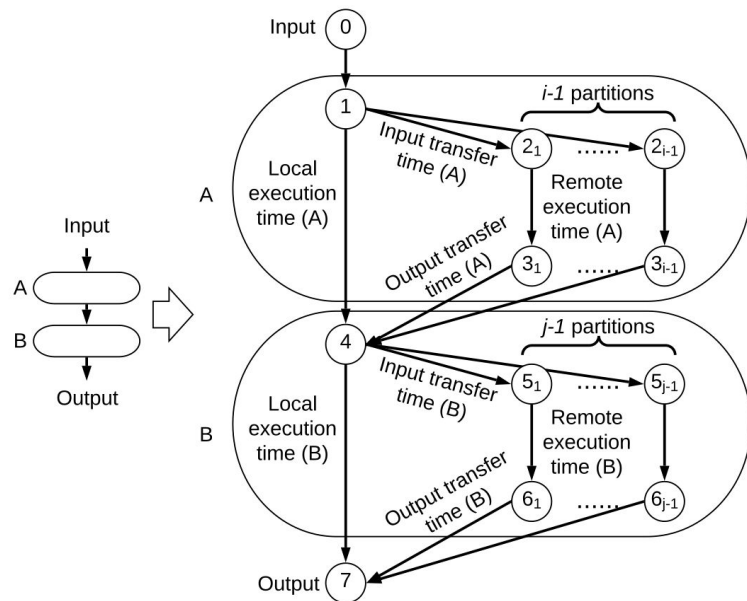 Input 0
1
i-1 partitions
Input transfer
time (A)
2₁ ...... 2ᵢ₋₁
Local
execution
time (A)
A
Remote
execution
time (A)
Output transfer
time (A)
3₁ ...... 3ᵢ₋₁
Input
A
B
Output
4
j-1 partitions
Input transfer
time (B)
5₁ ...... 5ⱼ₋₁
Local
execution
time (B)
B
Remote
execution
time (B)
Output transfer
time (B)
6₁ ...... 6ⱼ₋₁
Output 7